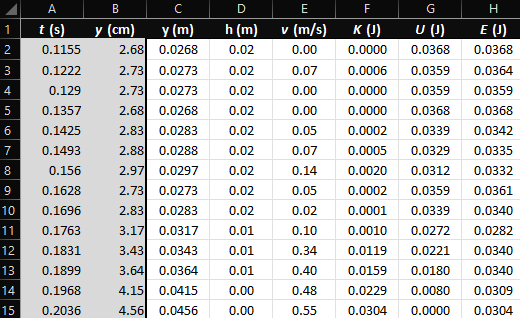 A B C D E F G H
1 t (s) y (cm) y (m) h (m) v (m/s) K (J) U (J) E (J)
2 0.1155 2.68 0.0268 0.02 0.00 0.0000 0.0368 0.0368
3 0.1222 2.73 0.0273 0.02 0.07 0.0006 0.0359 0.0364
4 0.129 2.73 0.0273 0.02 0.00 0.0000 0.0359 0.0359
5 0.1357 2.68 0.0268 0.02 0.00 0.0000 0.0368 0.0368
6 0.1425 2.83 0.0283 0.02 0.05 0.0002 0.0339 0.0342
7 0.1493 2.88 0.0288 0.02 0.07 0.0005 0.0329 0.0335
8 0.156 2.97 0.0297 0.02 0.14 0.0020 0.0312 0.0332
9 0.1628 2.73 0.0273 0.02 0.05 0.0002 0.0359 0.0361
10 0.1696 2.83 0.0283 0.02 0.02 0.0001 0.0339 0.0340
11 0.1763 3.17 0.0317 0.01 0.10 0.0010 0.0272 0.0282
12 0.1831 3.43 0.0343 0.01 0.34 0.0119 0.0221 0.0340
13 0.1899 3.64 0.0364 0.01 0.40 0.0159 0.0180 0.0340
14 0.1968 4.15 0.0415 0.00 0.48 0.0229 0.0080 0.0309
15 0.2036 4.56 0.0456 0.00 0.55 0.0304 0.0000 0.0304